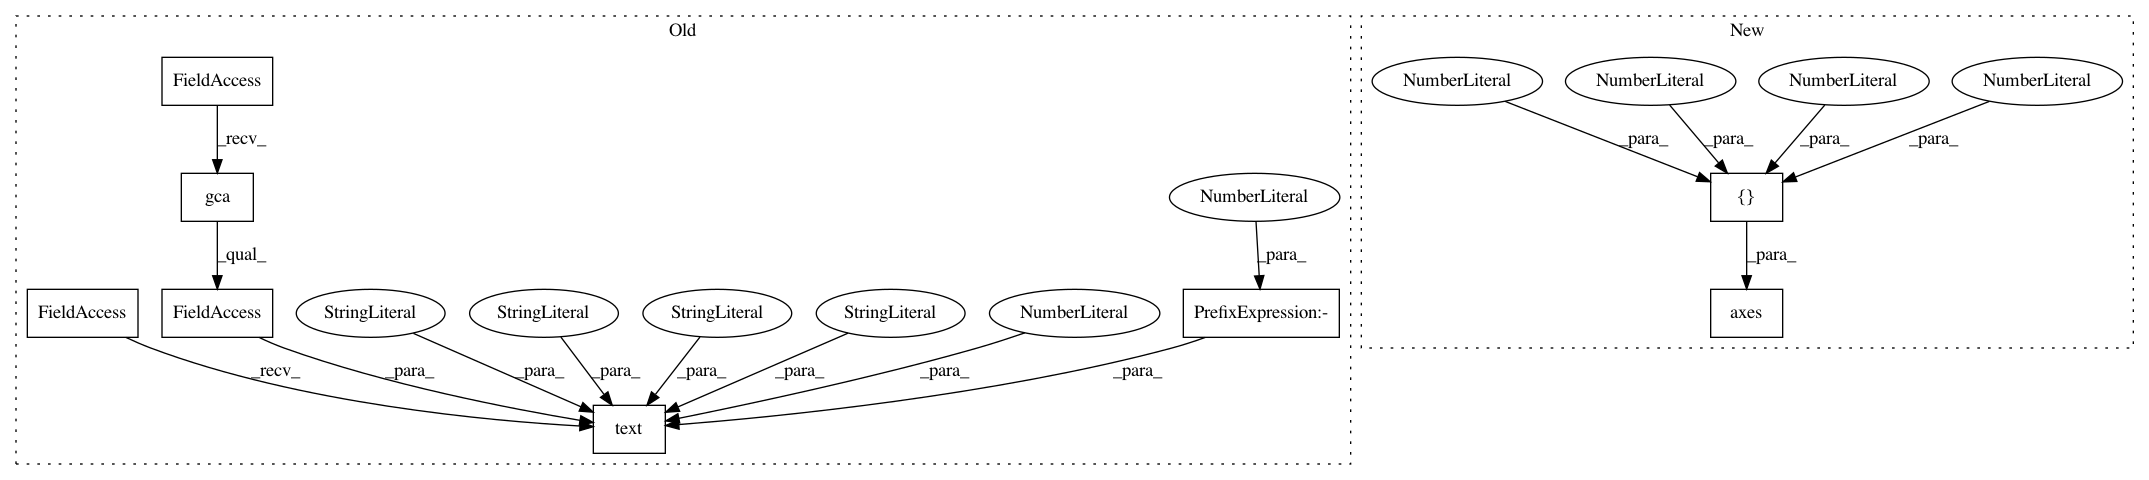 Old
New
FieldAccess
NumberLiteral
NumberLiteral
NumberLiteral
NumberLiteral
_recv_
_para_
_para_
_para_
_para_
gca
NumberLiteral
{}
_qual_
_para_
_para_
FieldAccess
FieldAccess
StringLiteral
StringLiteral
StringLiteral
StringLiteral
NumberLiteral
PrefixExpression:-
axes
_recv_
_para_
_para_
_para_
_para_
_para_
_para_
_para_
text